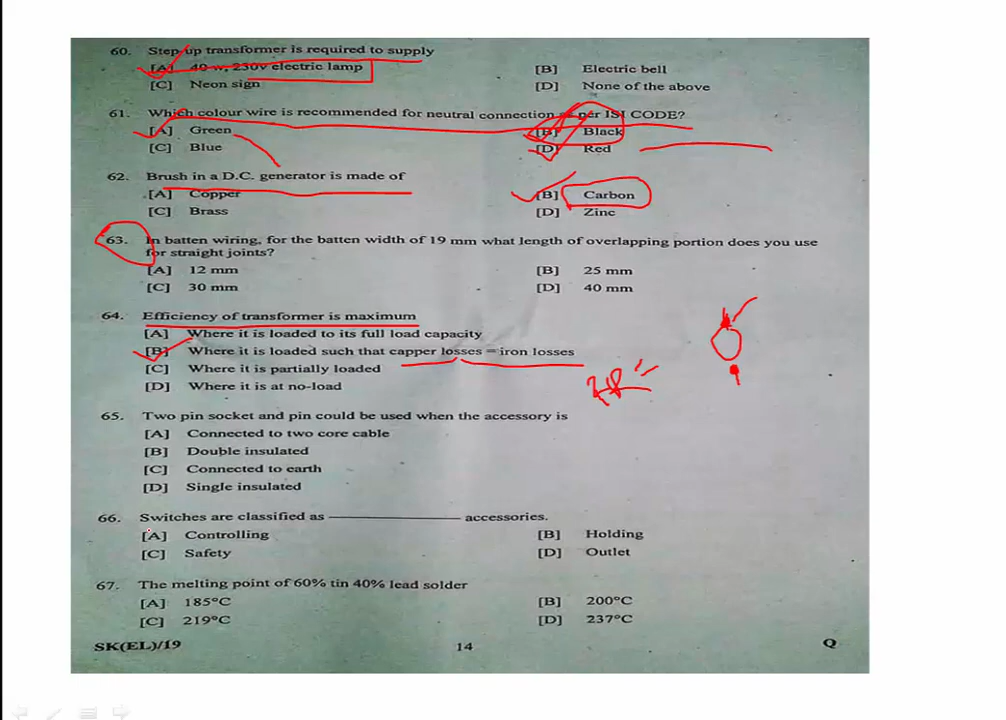 60. Step up transformer is required to supply
[A] 40 w, 230v electric lamp [B] Electric bell
[C] Neon sign [D] None of the above
61. Which colour wire is recommended for neutral connection as per ISI CODE?
[A] Green [B] Black
[C] Blue [D] Red
62. Brush in a D.C. generator is made of
[A] Copper [B] Carbon
[C] Brass [D] Zinc
63. In batten wiring, for the batten width of 19 mm what length of overlapping portion does you use
for straight joints?
[A] 12 mm [B] 25 mm
[C] 30 mm [D] 40 mm
64. Efficiency of transformer is maximum
[A] Where it is loaded to its full load capacity
[B] Where it is loaded such that capper losses = iron losses
[C] Where it is partially loaded
[D] Where it is at no-load
65. Two pin socket and pin could be used when the accessory is
[A] Connected to two core cable
[B] Double insulated
[C] Connected to earth
[D] Single insulated
66. Switches are classified as ________ accessories.
[A] Controlling [B] Holding
[C] Safety [D] Outlet
67. The melting point of 60% tin 40% lead solder
[A] 185°C [B] 200°C
[C] 219°C [D] 237°C
SK(EL)/19 14 Q